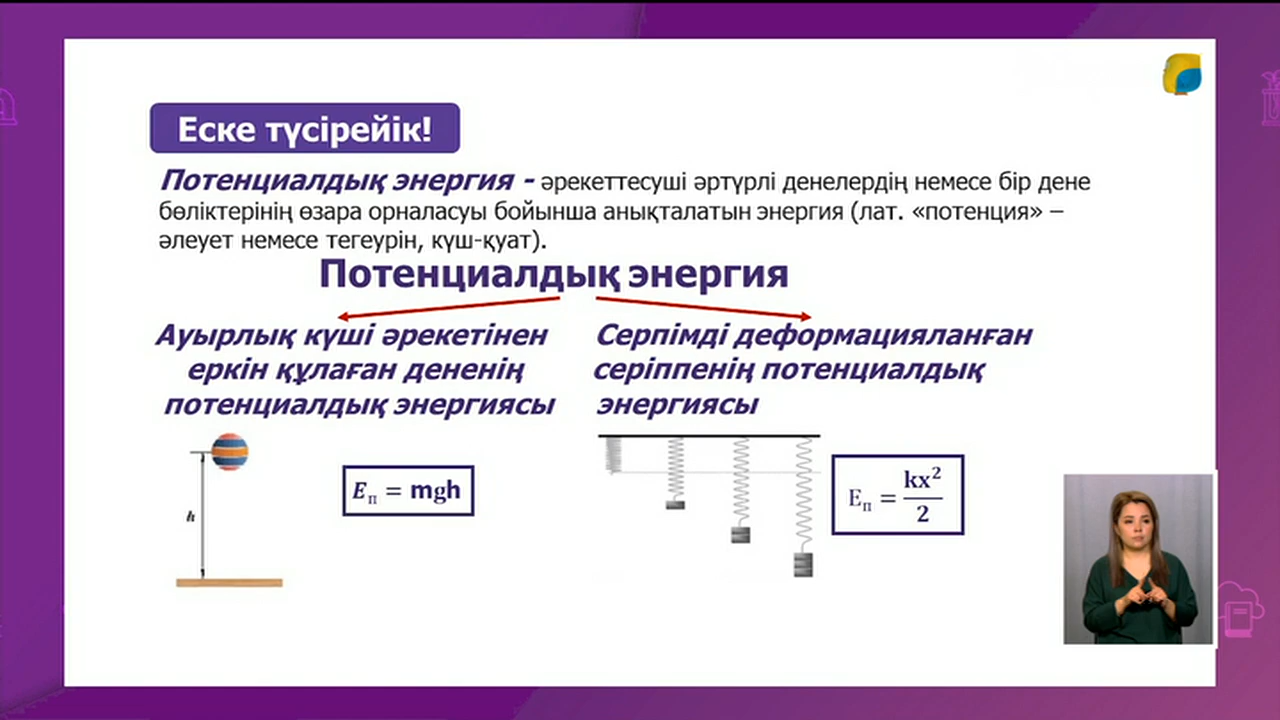 Еске түсірейік!
Потенциалдық энергия - әрекеттесуші әртүрлі денелердің немесе бір дене
бөліктерінің өзара орналасуы бойынша анықталатын энергия (лат. «потенция» –
әлеует немесе тегеурін, күш-қуат).
Потенциалдық энергия
Ауырлық күші әрекетінен
еркін құлаған дененің
потенциалдық энергиясы
Серпімді деформацияланған
серіппенің потенциалдық
энергиясы
h
Eп = mgh
Eп = kx²/2